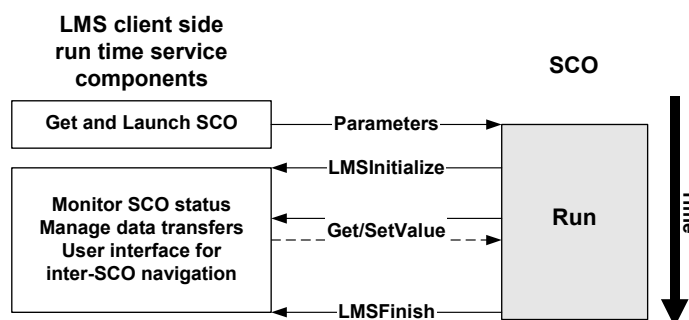 LMS client side
run time service
components
SCO
Get and Launch SCO
Parameters
LMSInitialize
Monitor SCO status
Manage data transfers
User interface for
inter-SCO navigation
Get/SetValue
Run
Time
LMSFinish